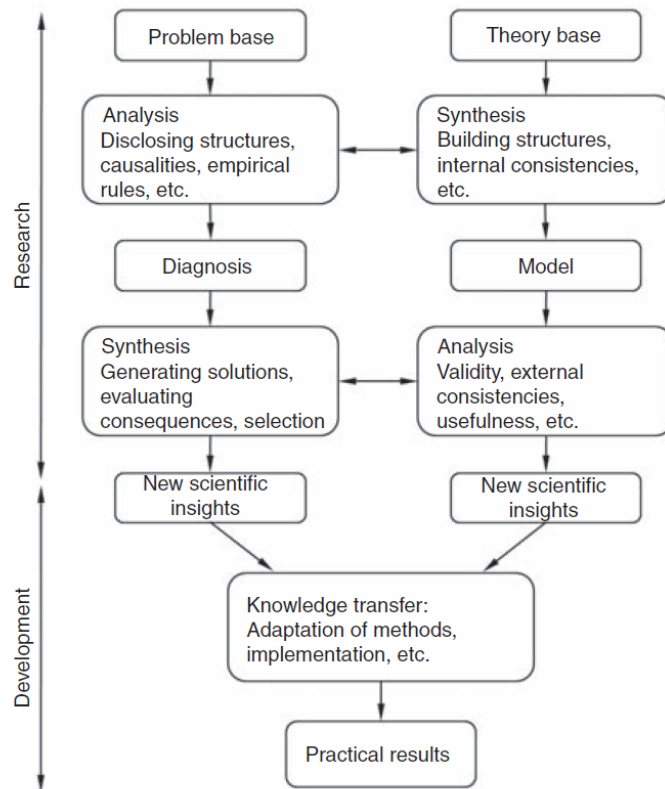 Problem base
Theory base
Analysis
Disclosing structures,
causalities, empirical
rules, etc.
Synthesis
Building structures,
internal consistencies,
etc.
Research
Diagnosis
Model
Synthesis
Generating solutions,
evaluating
consequences, selection
Analysis
Validity, external
consistencies,
usefulness, etc.
New scientific
insights
New scientific
insights
Development
Knowledge transfer:
Adaptation of methods,
implementation, etc.
Practical results